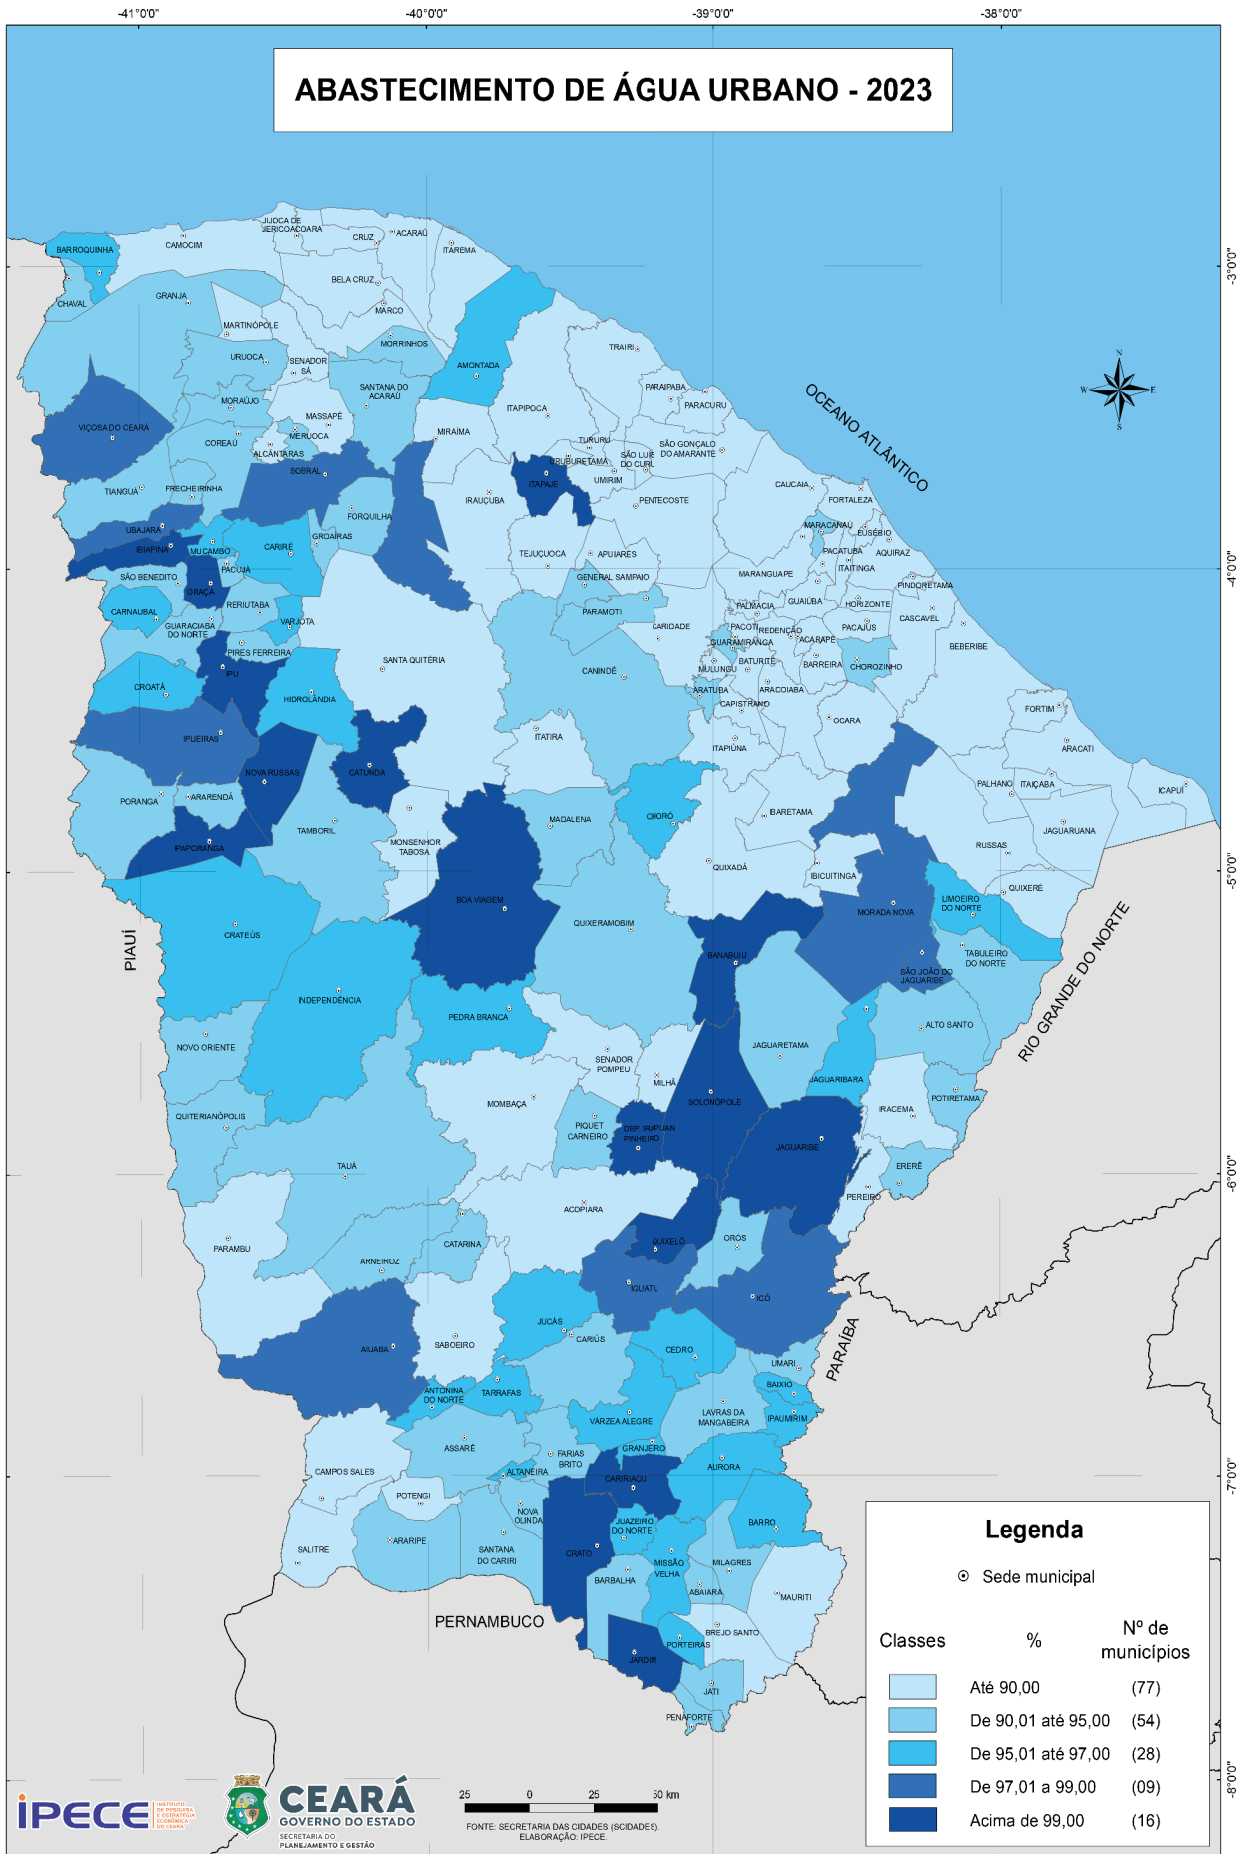 -41°0'0"
-40°0'0"
-39°0'0"
-38°0'0"
ABASTECIMENTO DE ÁGUA URBANO - 2023
-3°0'0"
-4°0'0"
-5°0'0"
-6°0'0"
-7°0'0"
-8°0'0"
N
W
E
S
OCEANO ATLÂNTICO
JIJOCA DE
JERICOACOARA
CRUZ
ACARAÚ
CAMOCIM
BARROQUINHA
ITAREMA
BELA CRUZ
CHAVAL
GRANJA
MARCO
MARTINÓPOLE
MORRINHOS
URUOCA
SENADOR
SÁ
AMONTADA
TRAIRI
SANTANA DO
ACARAÚ
PARAIPABA
PARACURU
MORAÚJO
MASSAPÊ
ITAPIPOCA
VIÇOSA DO CEARÁ
MERUOCA
MIRAÍMA
COREAÚ
ALCÂNTARAS
TURURU
URUBURETAMA
SÃO LUIS
DO CURU
SÃO GONÇALO
DO AMARANTE
SOBRAL
UMIRIM
ITAPAJÉ
CAUCAIA
TIANGUÁ
FRECHEIRINHA
IRAUÇUBA
PENTECOSTE
FORTALEZA
FORQUILHA
UBAJARA
MARACANAÚ
EUSÉBIO
GROAÍRAS
IBIAPINA
MUCAMBO
CARIRÉ
TEJUÇUOCA
APUIARÉS
PACATUBA
AQUIRAZ
PACUJÁ
ITAITINGA
SÃO BENEDITO
GENERAL SAMPAIO
MARANGUAPE
PINDORETAMA
GRAÇA
RERIUTABA
GUAIÚBA
HORIZONTE
CARNAUBAL
PARAMOTI
PALMÁCIA
CASCAVEL
GUARACIABA
DO NORTE
VARJOTA
CARIDADE
PACOTI
REDENÇÃO
PACAJUS
GUARAMIRANGA
ACARAPE
BEBERIBE
PIRES FERREIRA
SANTA QUITÉRIA
MULUNGU
BATURITÉ
BARREIRA
CHOROZINHO
IPU
CANINDÉ
CROATÁ
HIDROLÂNDIA
ARATUBA
ARACOIABA
CAPISTRANO
FORTIM
OCARA
IPUEIRAS
ITATIRA
ITAPIÚNA
ARACATI
NOVA RUSSAS
CATUNDA
PALHANO
ITAIÇABA
ICAPUÍ
PORANGA
ARARENDÁ
IBARETAMA
MADALENA
CHORÓ
TAMBORIL
JAGUARUANA
MONSENHOR
TABOSA
IPAPORANGA
RUSSAS
QUIXADÁ
IBICUITINGA
QUIXERÉ
BOA VIAGEM
LIMOEIRO
DO NORTE
MORADA NOVA
QUIXERAMOBIM
CRATEÚS
PIAUÍ
TABULEIRO
DO NORTE
BANABUIÚ
SÃO JOÃO DO
JAGUARIBE
RIO GRANDE DO NORTE
INDEPENDÊNCIA
PEDRA BRANCA
ALTO SANTO
NOVO ORIENTE
JAGUARETAMA
SENADOR
POMPEU
JAGUARIBARA
MILHÃ
POTIRETAMA
SOLONÓPOLE
MOMBAÇA
IRACEMA
QUITERIANÓPOLIS
PIQUET
CARNEIRO
DEP. IRAPUAN
PINHEIRO
JAGUARIBE
TAUÁ
ERERÊ
PEREIRO
ACOPIARA
ORÓS
QUIXELÔ
CATARINA
PARAMBU
ARNEIROZ
IGUATU
ICÓ
JUCÁS
CARIÚS
SABOEIRO
AIUABA
CEDRO
PARAÍBA
UMARI
BAIXIO
ANTONINA
DO NORTE
TARRAFAS
LAVRAS DA
MANGABEIRA
IPAUMIRIM
VÁRZEA ALEGRE
ASSARÉ
FARIAS
BRITO
GRANJEIRO
AURORA
CAMPOS SALES
ALTANEIRA
CARIRIAÇU
POTENGI
NOVA
OLINDA
JUAZEIRO
DO NORTE
BARRO
ARARIPE
SALITRE
SANTANA
DO CARIRI
CRATO
MISSÃO
VELHA
MILAGRES
BARBALHA
ABAIARA
MAURITI
PERNAMBUCO
BREJO SANTO
PORTEIRAS
JARDIM
JATI
PENAFORTE
Legenda
Sede municipal
Classes % Nº de
municípios
Até 90,00 (77)
De 90,01 até 95,00 (54)
De 95,01 até 97,00 (28)
De 97,01 a 99,00 (09)
Acima de 99,00 (16)
iPECE
INSTITUTO
DE PESQUISA
E ESTRATÉGIA
ECONÔMICA
DO CEARÁ
CEARÁ
GOVERNO DO ESTADO
SECRETARIA DO
PLANEJAMENTO E GESTÃO
25 0 25 50 km
FONTE: SECRETARIA DAS CIDADES (SCIDADES).
ELABORAÇÃO: IPECE.